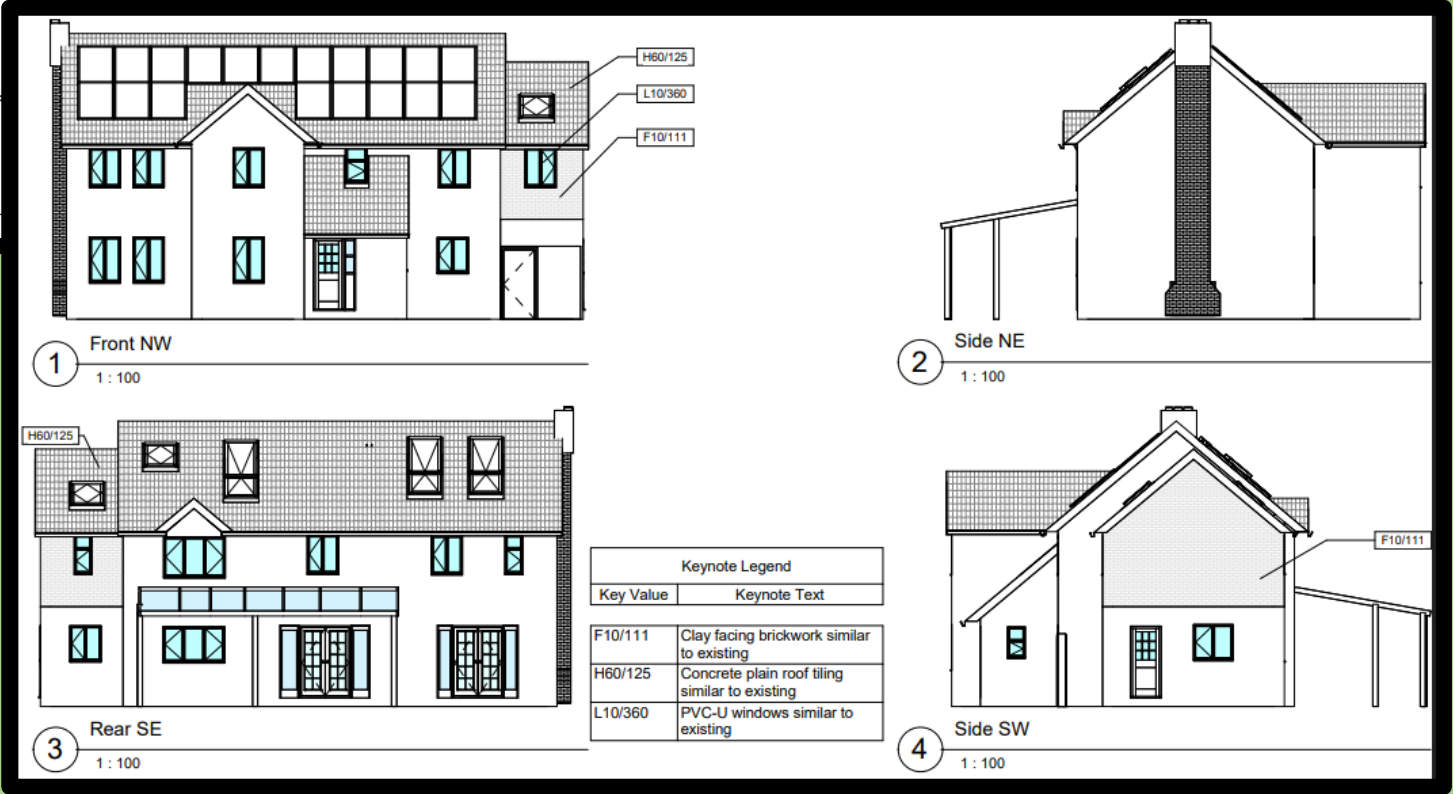 H60/125
L10/360
F10/111
1
Front NW
1 : 100
2
Side NE
1 : 100
H60/125
3
Rear SE
1 : 100
Keynote Legend
Key Value Keynote Text
F10/111 Clay facing brickwork similar
to existing
H60/125 Concrete plain roof tiling
similar to existing
L10/360 PVC-U windows similar to
existing
F10/111
4
Side SW
1 : 100